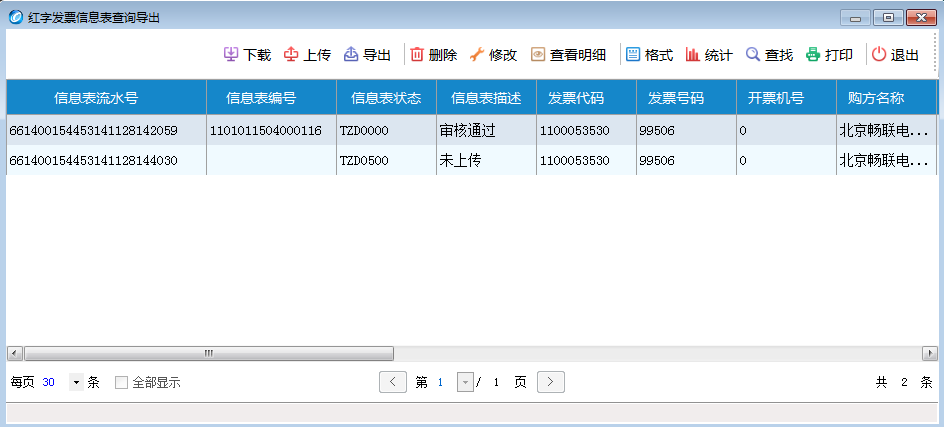 红字发票信息表查询导出
下载 上传 导出 删除 修改 查看明细 格式 统计 查找 打印 退出
信息表流水号 信息表编号 信息表状态 信息表描述 发票代码 发票号码 开票机号 购方名称
661400154453141128142059 1101011504000116 TZD0000 审核通过 1100053530 99506 0 北京畅联电...
661400154453141128144030 TZD0500 未上传 1100053530 99506 0 北京畅联电...
每页 30 条 全部显示 第 1 / 1 页 共 2 条